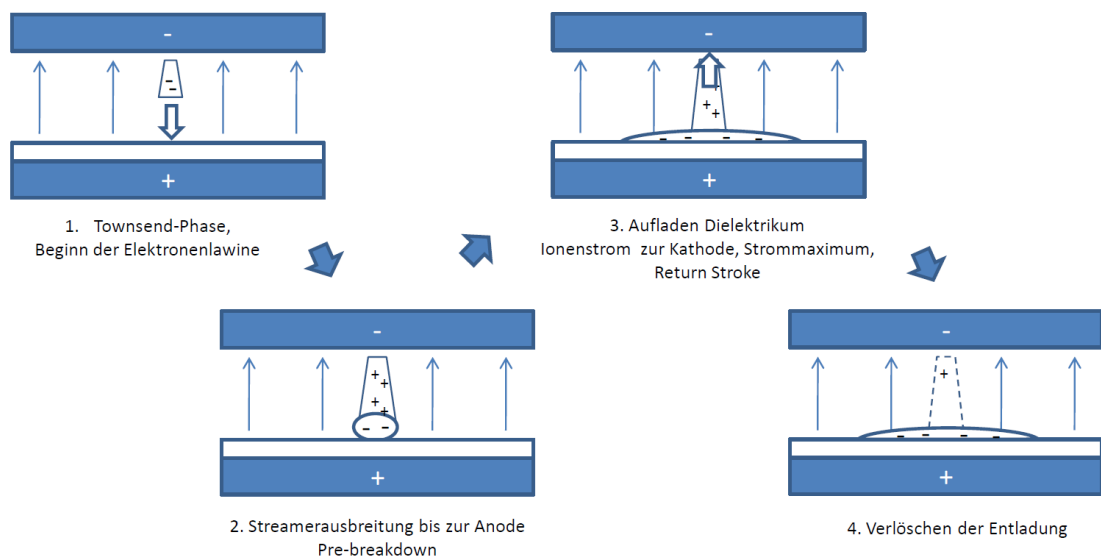 -
- -
+
1. Townsend-Phase,
Beginn der Elektronenlawine
-
+ + +
+
- - - -
+
3. Aufladen Dielektrikum
Ionenstrom zur Kathode, Strommaximum,
Return Stroke
-
+ + + +
- -
+
2. Streamerausbreitung bis zur Anode
Pre-breakdown
-
+
- - - -
+
4. Verlöschen der Entladung